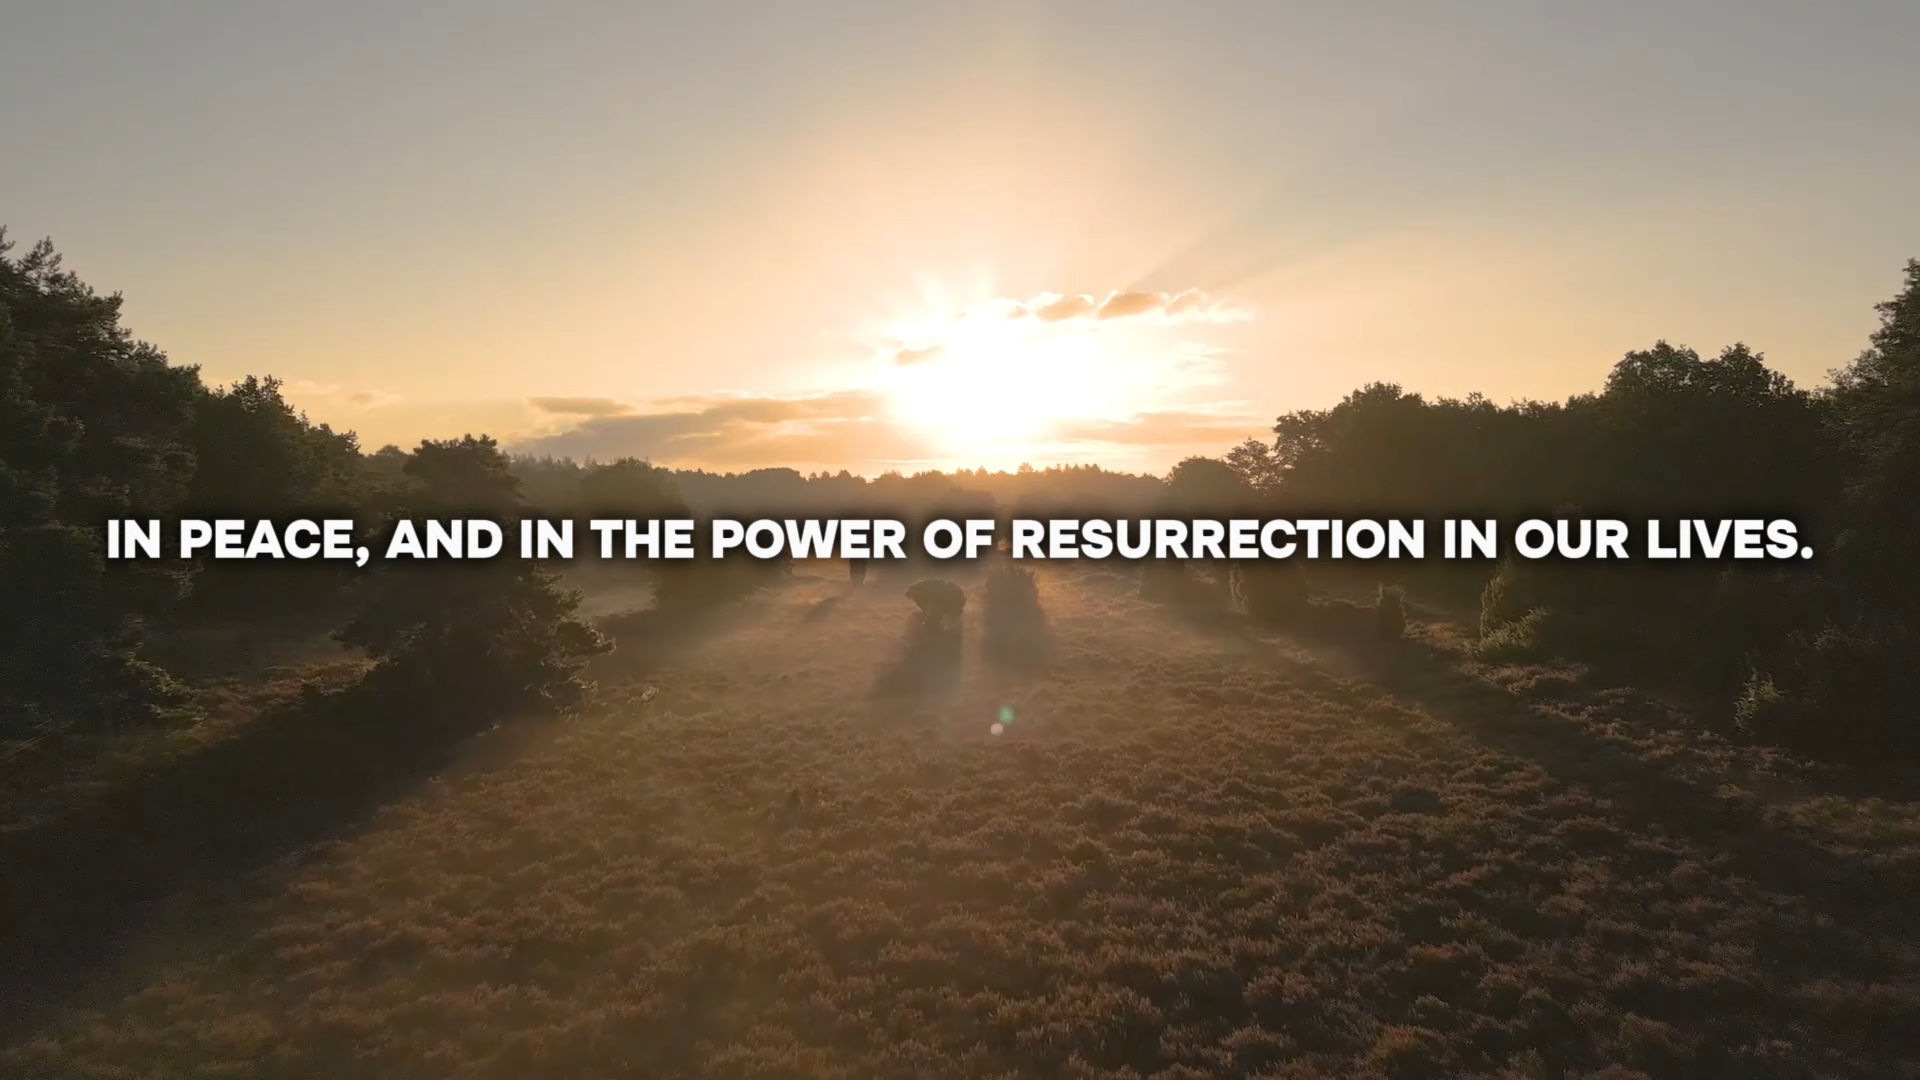 IN PEACE, AND IN THE POWER OF RESURRECTION IN OUR LIVES.